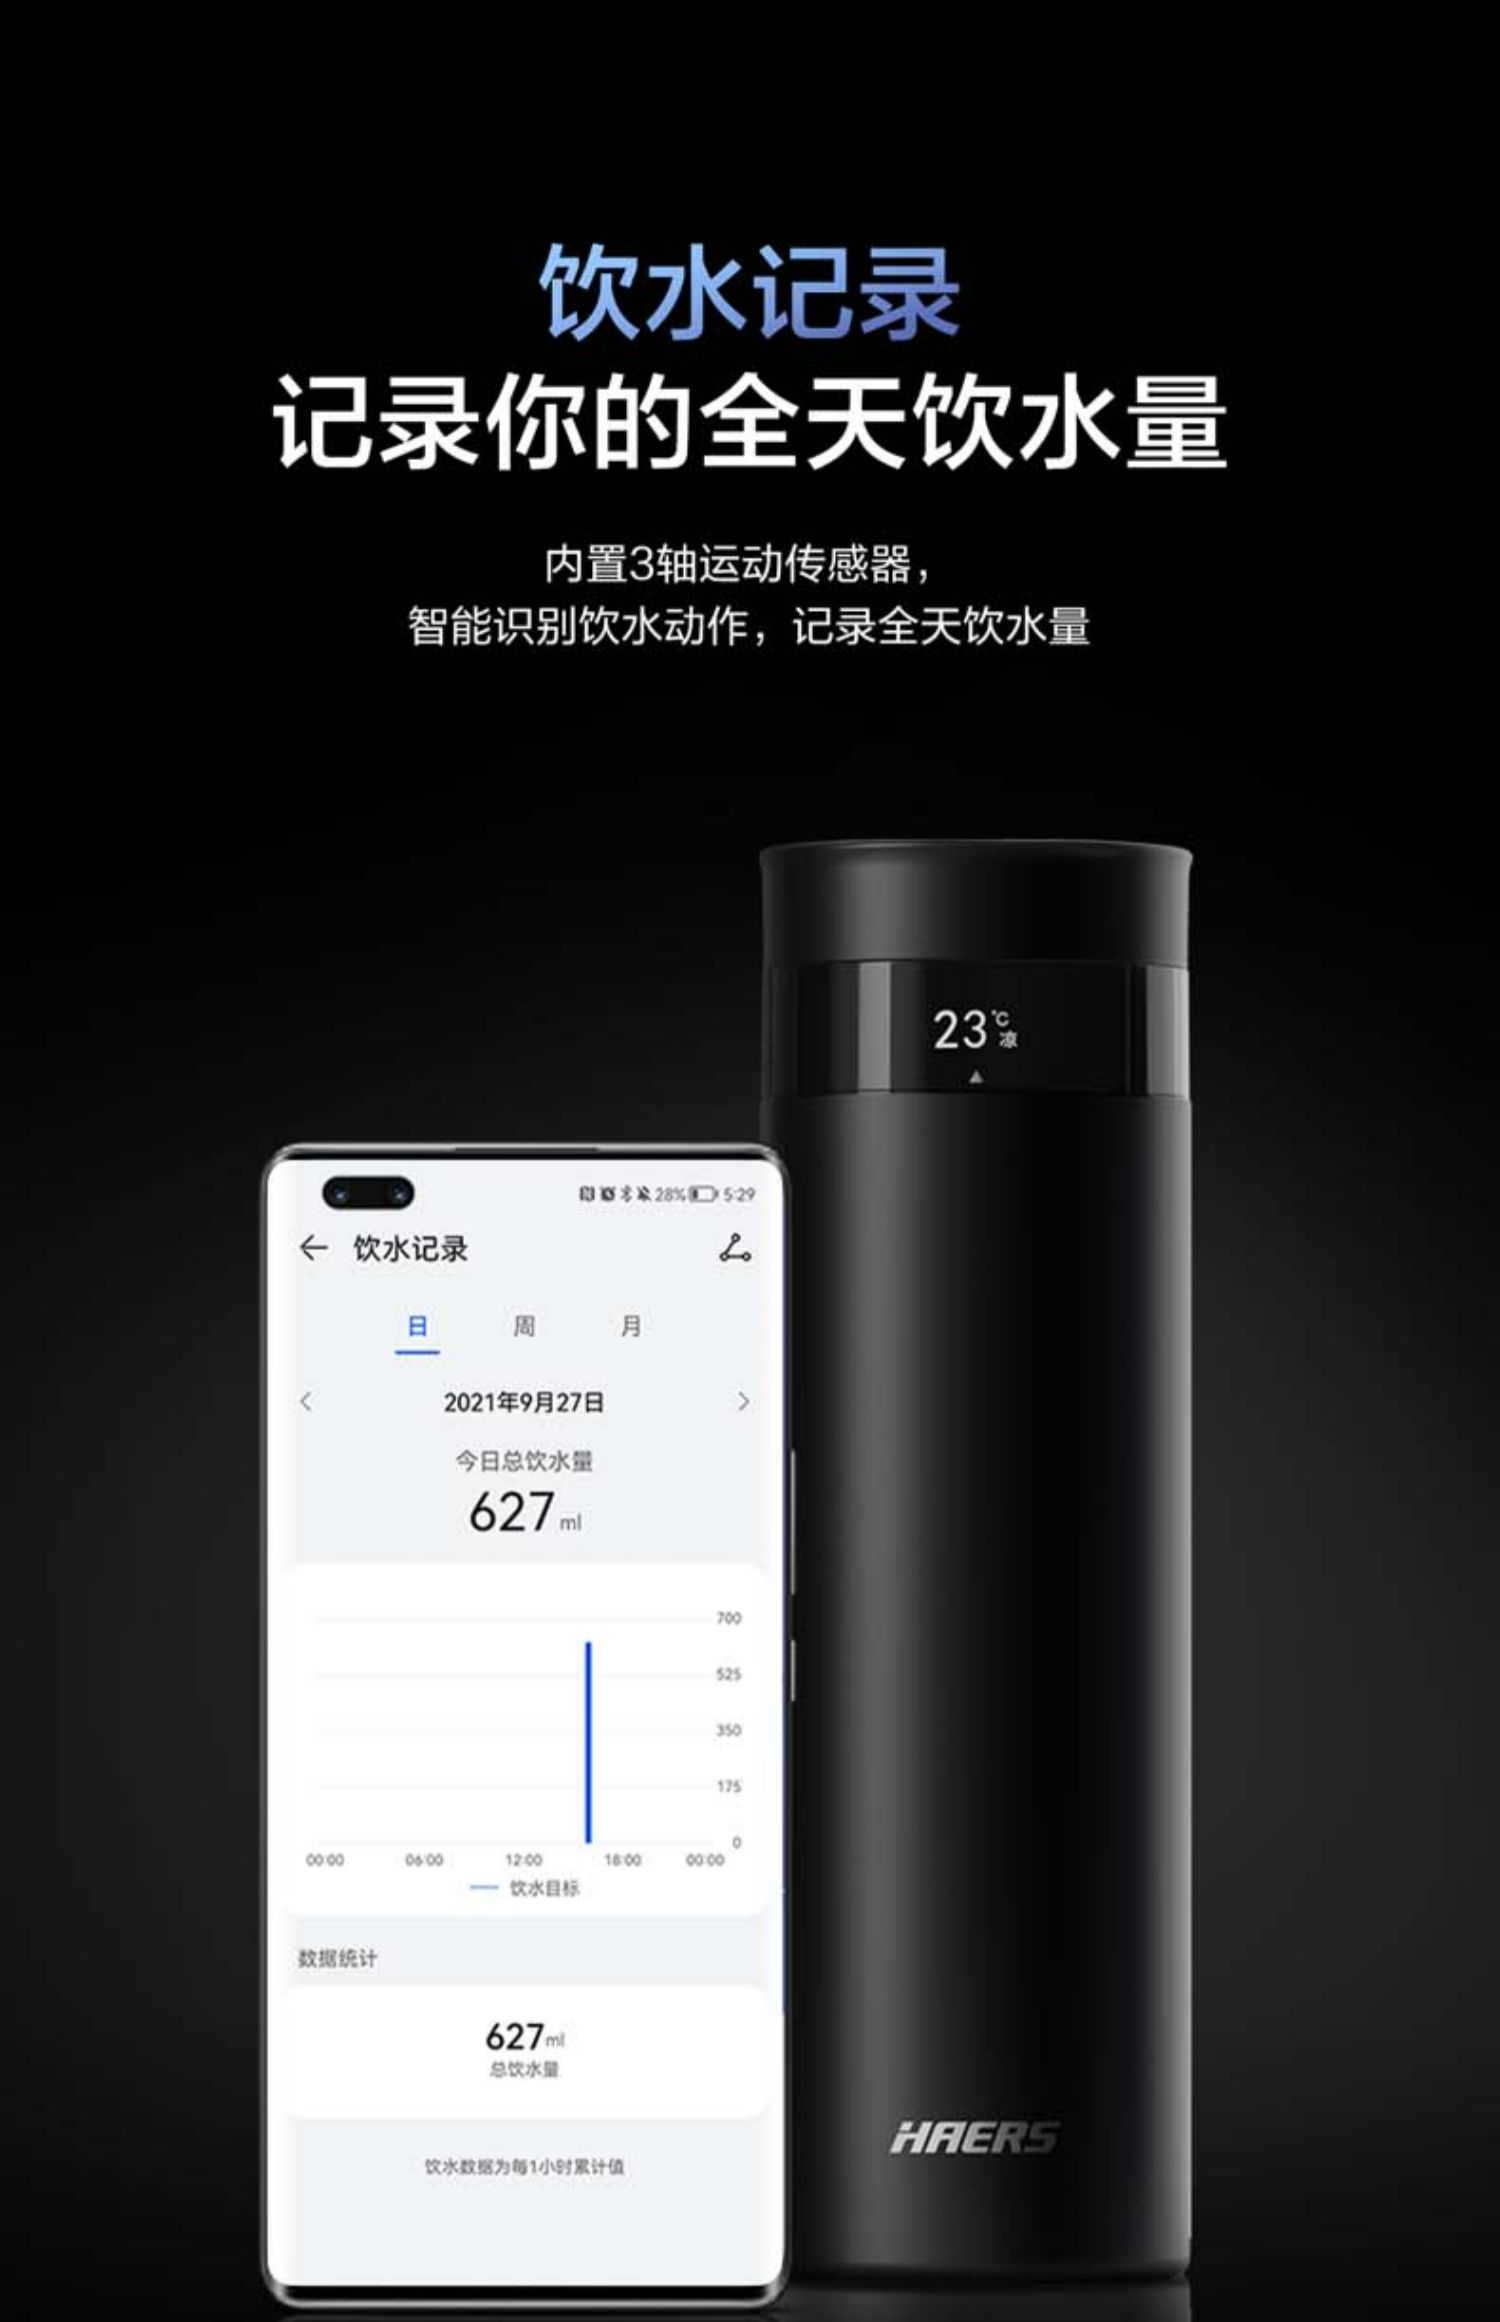 饮水记录
记录你的全天饮水量
内置3轴运动传感器，
智能识别饮水动作，记录全天饮水量
23℃
凉
28% 5:29
饮水记录
日 周 月
2021年9月27日
今日总饮水量
627 ml
700
525
350
175
0
00:00 06:00 12:00 18:00 00:00
饮水目标
数据统计
627ml
总饮水量
饮水数据为每1小时累计值
HAERS